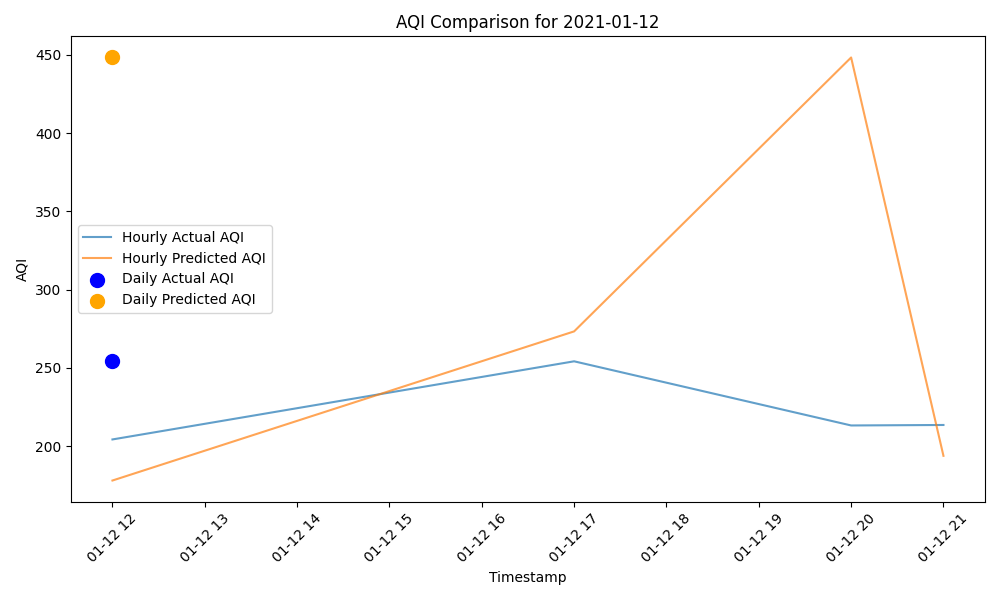 AQI Comparison for 2021-01-12
AQI
450
400
350
300
250
200
Hourly Actual AQI
Hourly Predicted AQI
Daily Actual AQI
Daily Predicted AQI
01-12 12
01-12 13
01-12 14
01-12 15
01-12 16
01-12 17
01-12 18
01-12 19
01-12 20
01-12 21
Timestamp